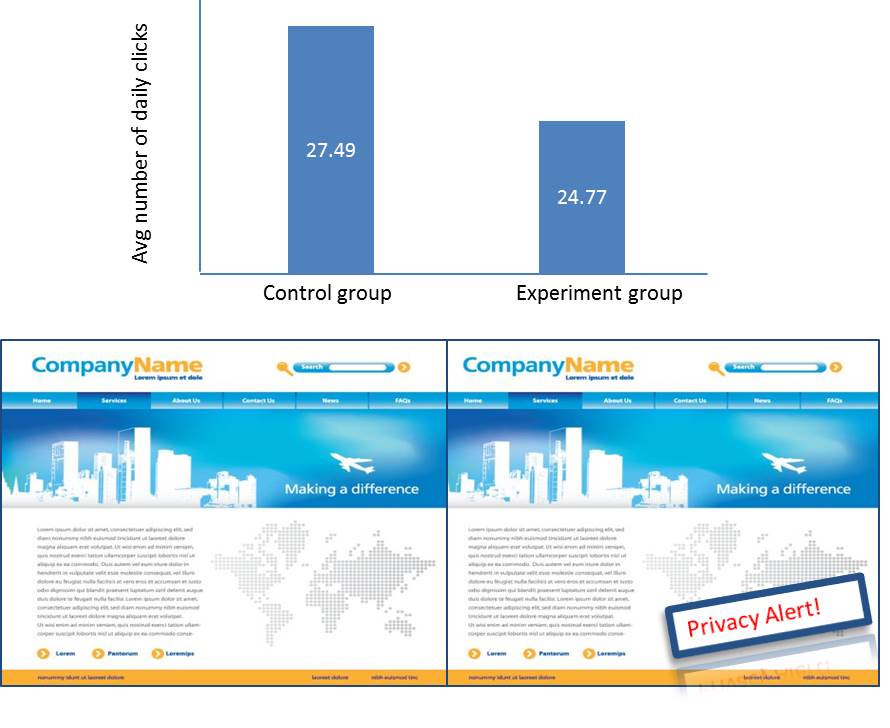 Avg number of daily clicks
27.49
24.77
Control group
Experiment group
CompanyName
Lorem ipsum et dolo
Search
Home
Services
About Us
Contact Us
News
FAQs
Making a difference
Lorem ipsum dolor sit amet, consectetuer adipiscing elit, sed
diam nonummy nibh euismod tincidunt ut laoreet dolore
magna aliquam erat volutpat. Ut wisi enim ad minim veniam,
quis nostrud exerci tation ullamcorper suscipit lobortis nisl ut
aliquip ex ea commodo. Duis autem vel eum iriure dolor in
hendrerit in vulputate velit esse molestie consequat, vel illum
dolore eu feugiat nulla facilisis at vero eros et accumsan et iusto
odio dignissim qui blandit praesent luptatum zzril delenit augue
duis dolore te feugait nulla facilisi. Lorem ipsum dolor sit amet,
consectetuer adipiscing elit, sed diam nonummy nibh euismod
tincidunt ut laoreet dolore magna aliquam erat volutpat. Ut wisi
enim ad minim veniam, quis nostrud exerci tation ullam-
corper suscipit lobortis nisl ut aliquip ex ea commodo conse-
Lorem
Pantorum
Loremips
nonummy idunt ut laoreet dolore
laoreet dolore
nibh euismod tinc
CompanyName
Lorem ipsum et dolo
Search
Home
Services
About Us
Contact Us
News
FAQs
Making a difference
Lorem ipsum dolor sit amet, consectetuer adipiscing elit, sed
diam nonummy nibh euismod tincidunt ut laoreet dolore
magna aliquam erat volutpat. Ut wisi enim ad minim veniam,
quis nostrud exerci tation ullamcorper suscipit lobortis nisl ut
aliquip ex ea commodo. Duis autem vel eum iriure dolor in
hendrerit in vulputate velit esse molestie consequat, vel illum
dolore eu feugiat nulla facilisis at vero eros et accumsan et iusto
odio dignissim qui blandit praesent luptatum zzril delenit augue
duis dolore te feugait nulla facilisi. Lorem ipsum dolor sit amet,
consectetuer adipiscing elit, sed diam nonummy nibh euismod
tincidunt ut laoreet dolore magna aliquam erat volutpat. Ut wisi
enim ad minim veniam, quis nostrud exerci tation ullam-
corper suscipit lobortis nisl ut aliquip ex ea commodo conse-
Privacy Alert!
Lorem
Pantorum
Loremips
nonummy idunt ut laoreet dolore
laoreet dolore
nibh euismod tinc